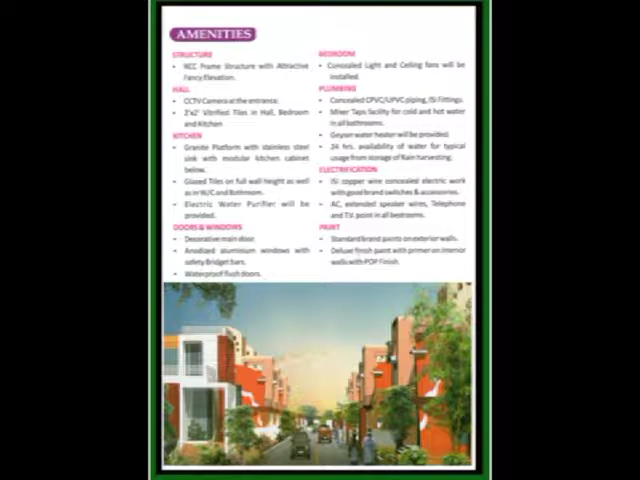 AMENITIES
STRUCTURE
• RCC Frame Structure with Attractive
Fancy Elevation.
HALL
• CCTV Camera at the entrance.
• 2'x2' Vitrified Tiles in Hall, Bedroom
and Kitchen
KITCHEN
• Granite Platform with stainless steel
sink with modular kitchen cabinet
below.
• Glazed Tiles on full wall height as well
as in W/C and Bathroom.
• Electric Water Purifier will be
provided.
DOORS & WINDOWS
• Decorative main door.
• Anodized aluminium windows with
safety Bridget bars.
• Waterproof flush doors.
BEDROOM
• Concealed Light and Ceiling fans will be
installed.
PLUMBING
• Concealed CPVC/UPVC piping, ISI Fittings.
• Mixer Taps facility for cold and hot water
in all bathrooms.
• Geyser water heater will be provided.
• 24 hrs. availability of water for typical
usage from storage of Rain harvesting.
ELECTRIFICATION
• ISI copper wire concealed electric work
with good brand switches & accessories.
• AC, extended speaker wires, Telephone
and T.V. point in all bedrooms.
PAINT
• Standard brand paints on exterior walls.
• Deluxe finish paint with primer on interior
walls with POP Finish.